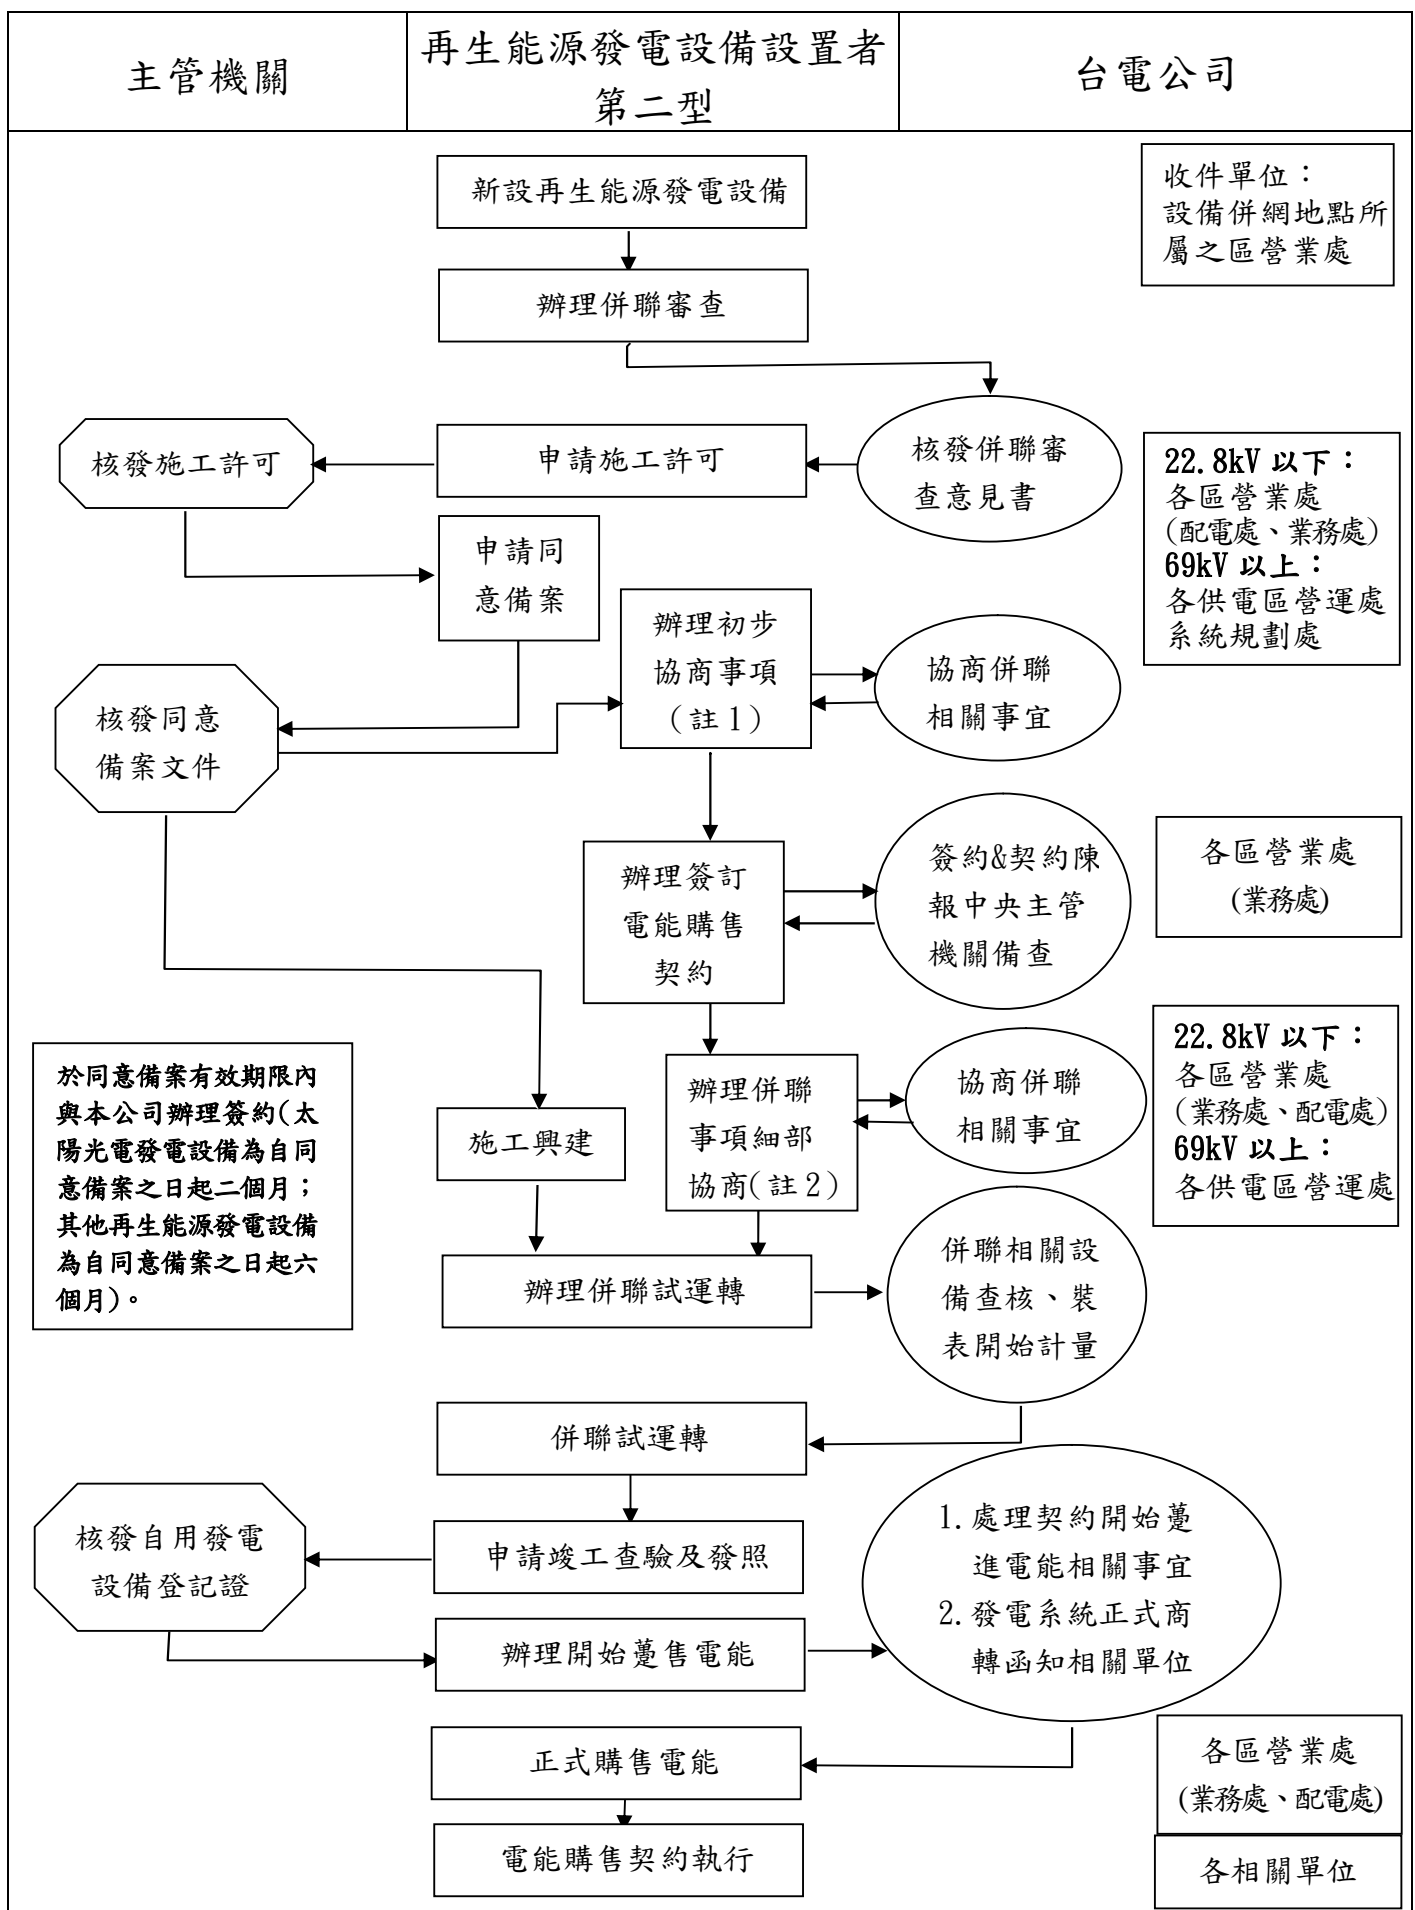 主管機關
再生能源發電設備設置者
第二型
台電公司
新設再生能源發電設備
收件單位：
設備併網地點所
屬之區營業處
辦理併聯審查
核發施工許可
申請施工許可
核發併聯審
查意見書
22.8kV 以下：
各區營業處
(配電處、業務處)
69kV 以上：
各供電區營運處
系統規劃處
申請同
意備案
辦理初步
協商事項
(註1)
協商併聯
相關事宜
核發同意
備案文件
辦理簽訂
電能購售
契約
簽約&契約陳
報中央主管
機關備查
各區營業處
(業務處)
於同意備案有效期限內
與本公司辦理簽約(太
陽光電發電設備為自同
意備案之日起二個月；
其他再生能源發電設備
為自同意備案之日起六
個月)。
施工興建
辦理併聯
事項細部
協商(註2)
協商併聯
相關事宜
22.8kV 以下：
各區營業處
(業務處、配電處)
69kV 以上：
各供電區營運處
辦理併聯試運轉
併聯相關設
備查核、裝
表開始計量
併聯試運轉
核發自用發電
設備登記證
申請竣工查驗及發照
1.處理契約開始躉
進電能相關事宜
2.發電系統正式商
轉函知相關單位
辦理開始躉售電能
正式購售電能
各區營業處
(業務處、配電處)
電能購售契約執行
各相關單位